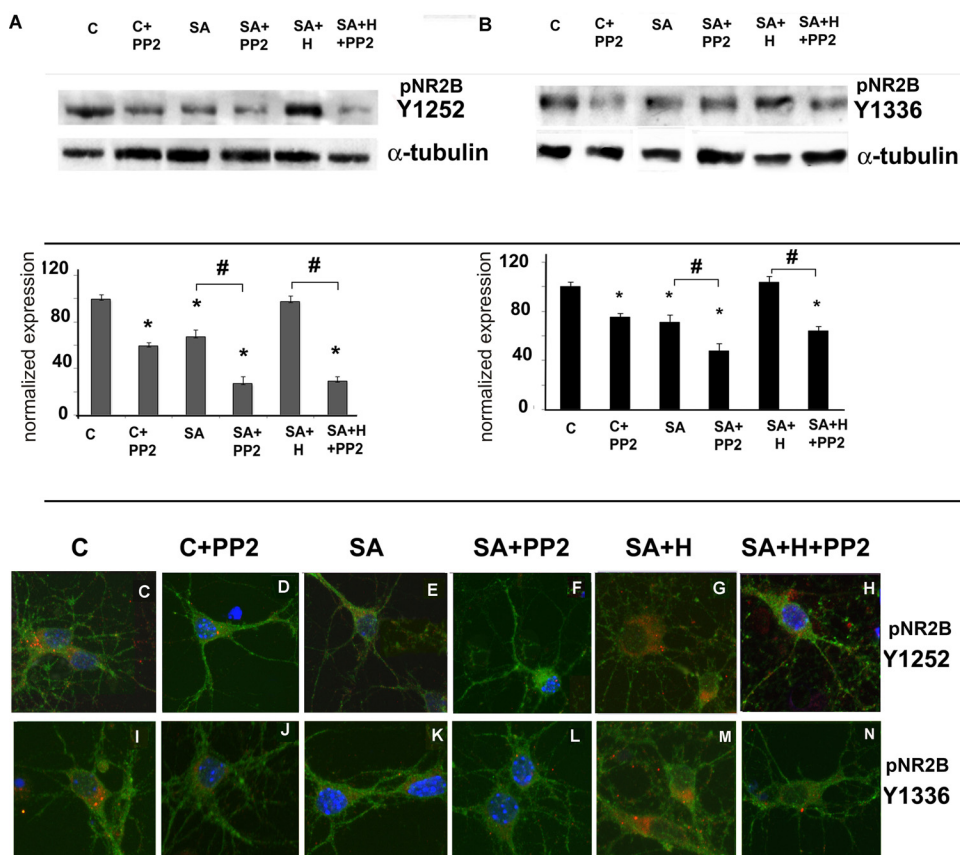 A
C C+ SA SA+ SA+ SA+H
PP2 PP2 H +PP2
pNR2B
Y1252
α-tubulin
B
C C+ SA SA+ SA+ SA+H
PP2 PP2 H +PP2
pNR2B
Y1336
α-tubulin
normalized expression
120
80
40
0
* * * *
# #
C C+ SA SA+ SA+ SA+H
PP2 PP2 H +PP2
normalized expression
120
80
40
0
* * * *
# #
C C+ SA SA+ SA+ SA+H
PP2 PP2 H +PP2
C C+PP2 SA SA+PP2 SA+H SA+H+PP2
C D E F G H
pNR2B
Y1252
I J K L M N
pNR2B
Y1336